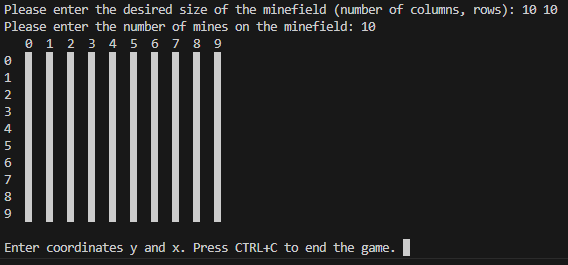 Please enter the desired size of the minefield (number of columns, rows): 10 10
Please enter the number of mines on the minefield: 10
0 1 2 3 4 5 6 7 8 9
0
1
2
3
4
5
6
7
8
9
Enter coordinates y and x. Press CTRL+C to end the game.